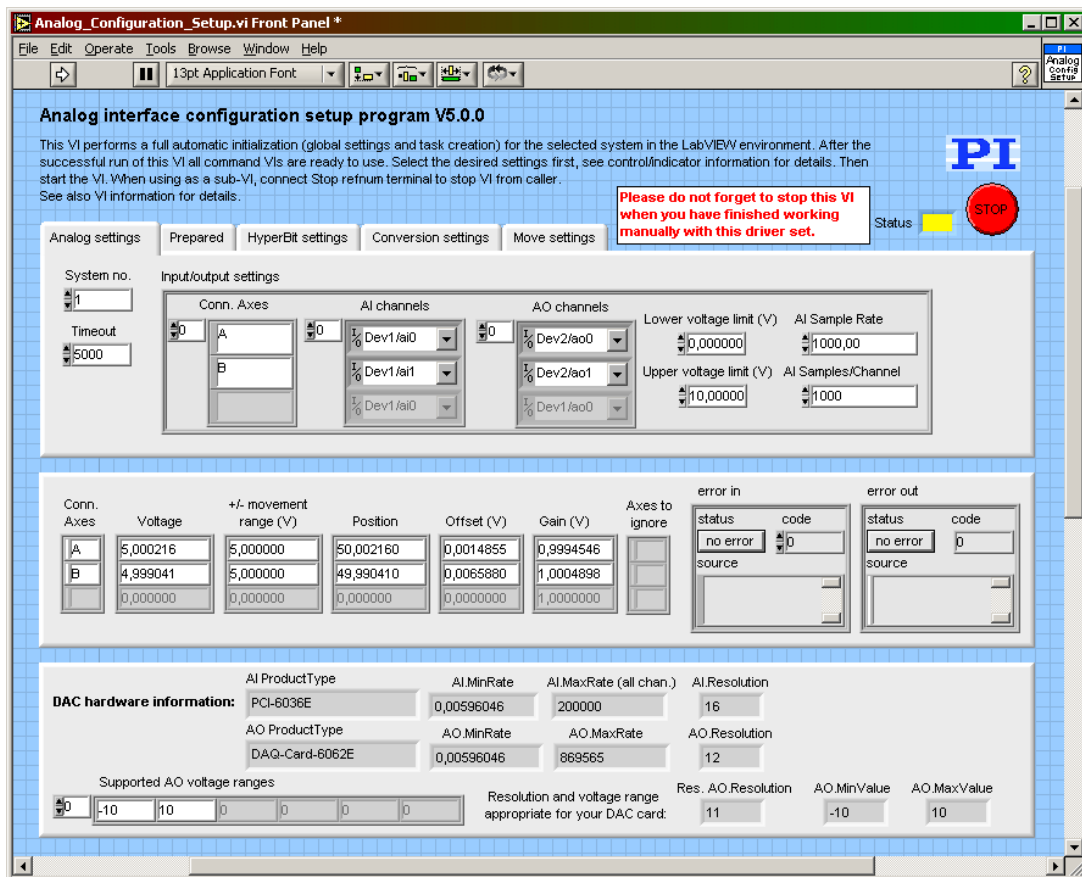 Analog_Configuration_Setup.vi Front Panel *
File Edit Operate Tools Browse Window Help
13pt Application Font
PI
Analog
Config
Setup
Analog interface configuration setup program V5.0.0
This VI performs a full automatic initialization (global settings and task creation) for the selected system in the LabVIEW environment. After the
successful run of this VI all command VIs are ready to use. Select the desired settings first, see control/indicator information for details. Then
start the VI. When using as a sub-VI, connect Stop refnum terminal to stop VI from caller.
See also VI information for details.
PI
Please do not forget to stop this VI
when you have finished working
manually with this driver set.
Status
STOP
Analog settings Prepared HyperBit settings Conversion settings Move settings
System no. Input/output settings
1
Timeout
5000
Conn. Axes AI channels AO channels
0 A 0 Dev1/ai0 0 Dev2/ao0
B Dev1/ai1 Dev2/ao1
Dev1/ai0 Dev1/ao0
Lower voltage limit (V) AI Sample Rate
0,000000 1000,00
Upper voltage limit (V) AI Samples/Channel
10,00000 1000
Conn.
Axes Voltage +/- movement
range (V) Position Offset (V) Gain (V) Axes to
ignore
A 5,000216 5,000000 50,002160 0,0014855 0,9994546
B 4,999041 5,000000 49,990410 0,0065880 1,0004898
0,000000 0,000000 0,000000 0,0000000 1,0000000
error in
status code
no error 0
source
error out
status code
no error 0
source
AI ProductType AI.MinRate AI.MaxRate (all chan.) AI.Resolution
DAC hardware information: PCI-6036E 0,00596046 200000 16
AO ProductType AO.MinRate AO.MaxRate AO.Resolution
DAQ-Card-6062E 0,00596046 869565 12
Supported AO voltage ranges
0 -10 10 0 0 0 0
Resolution and voltage range
appropriate for your DAC card:
Res. AO.Resolution AO.MinValue AO.MaxValue
11 -10 10